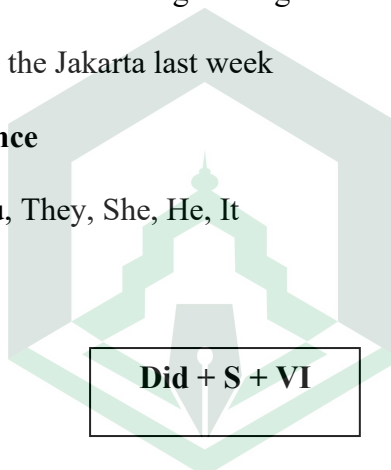 the Jakarta last week
nce
, They, She, He, It
Did + S + VI